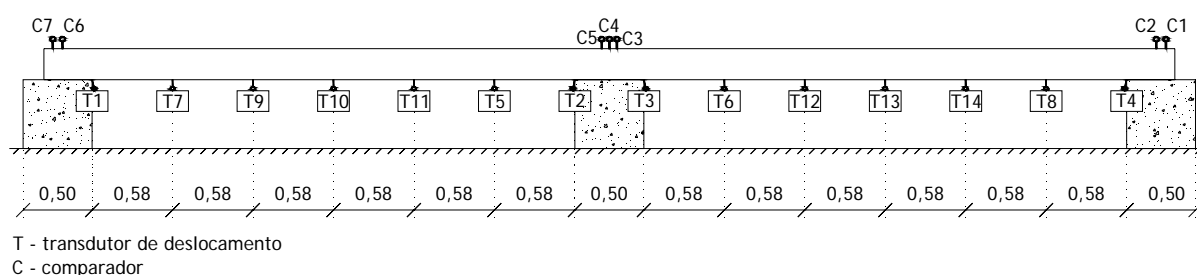 C7 C6
C4
C5 C3
C2 C1
T1 T7 T9 T10 T11 T5 T2 T3 T6 T12 T13 T14 T8 T4
0,50 0,58 0,58 0,58 0,58 0,58 0,58 0,50 0,58 0,58 0,58 0,58 0,58 0,58 0,50
T - transdutor de deslocamento
C - comparador